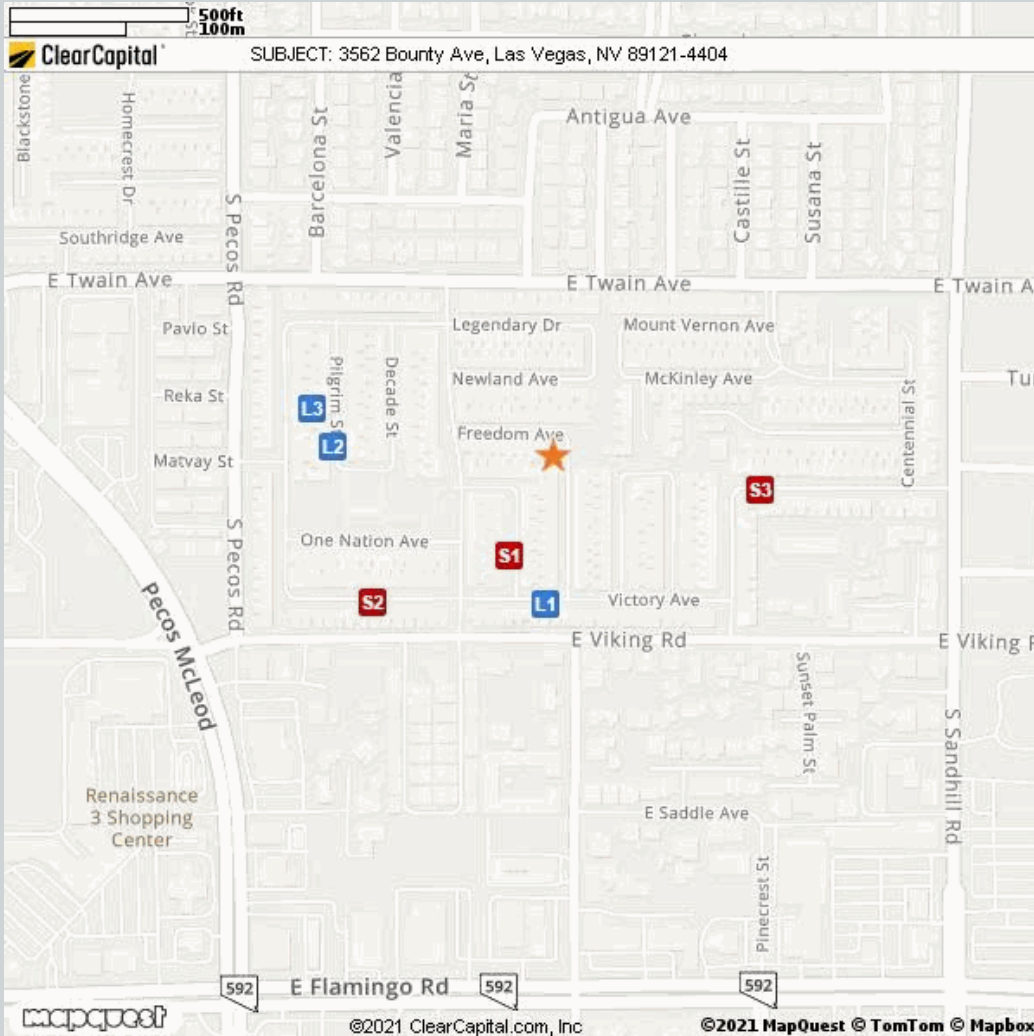 500ft
100m
ClearCapital
SUBJECT: 3562 Bounty Ave, Las Vegas, NV 89121-4404
Blackstone
Homecrest Dr
Barcelona St
Valencia
Maria St
Antigua Ave
Castille St
Susana St
S Pecos Rd
Southridge Ave
E Twain Ave
E Twain Ave
E Twain A
Pavio St
Legendary Dr
Mount Vernon Ave
Pilgrim S
Decade St
Newland Ave
McKinley Ave
Tu
Reka St
L3
Centennial St
L2
Freedom Ave
Matvay St
S3
S Pecos Rd
One Nation Ave
S1
S2
L1
Victory Ave
Pecos McLeod
E Viking Rd
E Viking R
Sunset Palm St
S Sandhill Rd
Renaissance
3 Shopping
Center
E Saddle Ave
Pinecrest St
592
E Flamingo Rd
592
592
mapquest
©2021 ClearCapital.com, Inc
©2021 MapQuest © TomTom © Mapbox